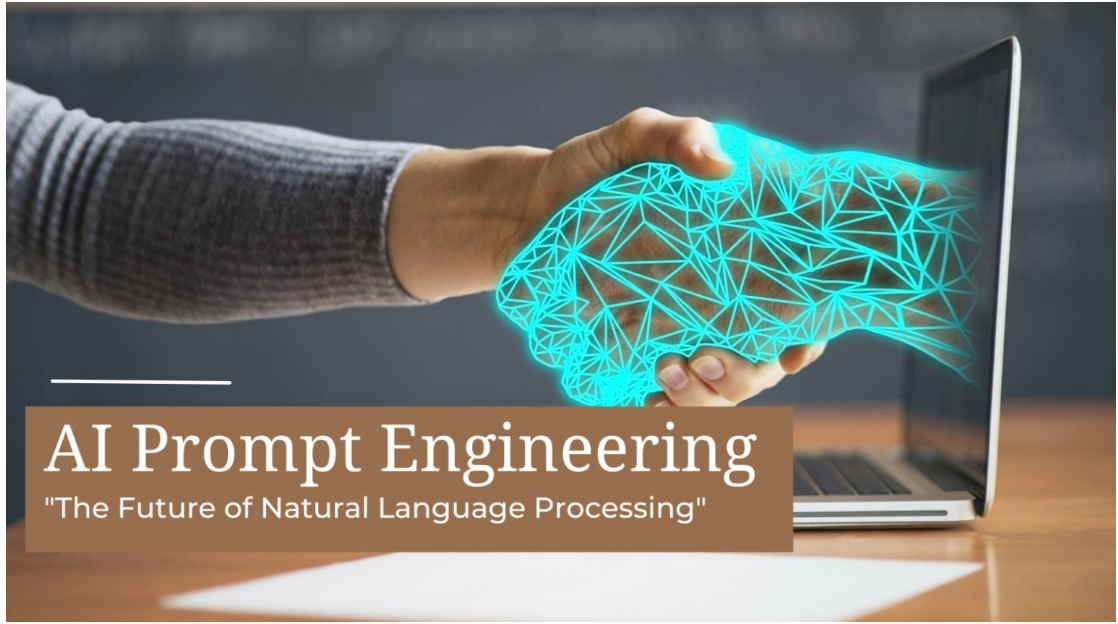 AI Prompt Engineering
"The Future of Natural Language Processing"